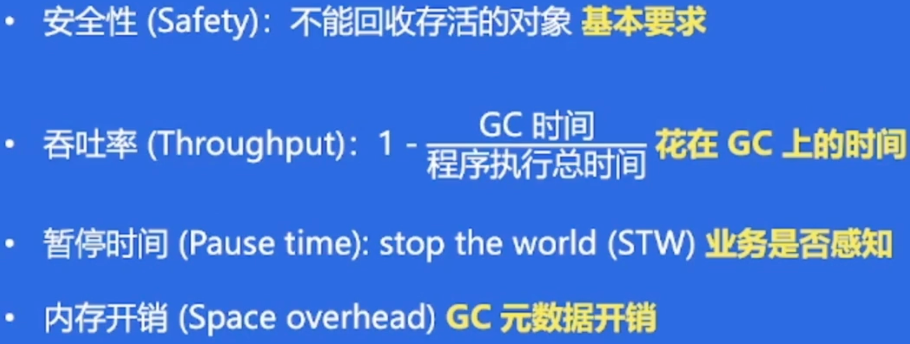 • 安全性 (Safety)：不能回收存活的对象 基本要求
• 吞吐率 (Throughput)：1 - GC 时间 / 程序执行总时间 花在 GC 上的时间
• 暂停时间 (Pause time): stop the world (STW) 业务是否感知
• 内存开销 (Space overhead) GC 元数据开销